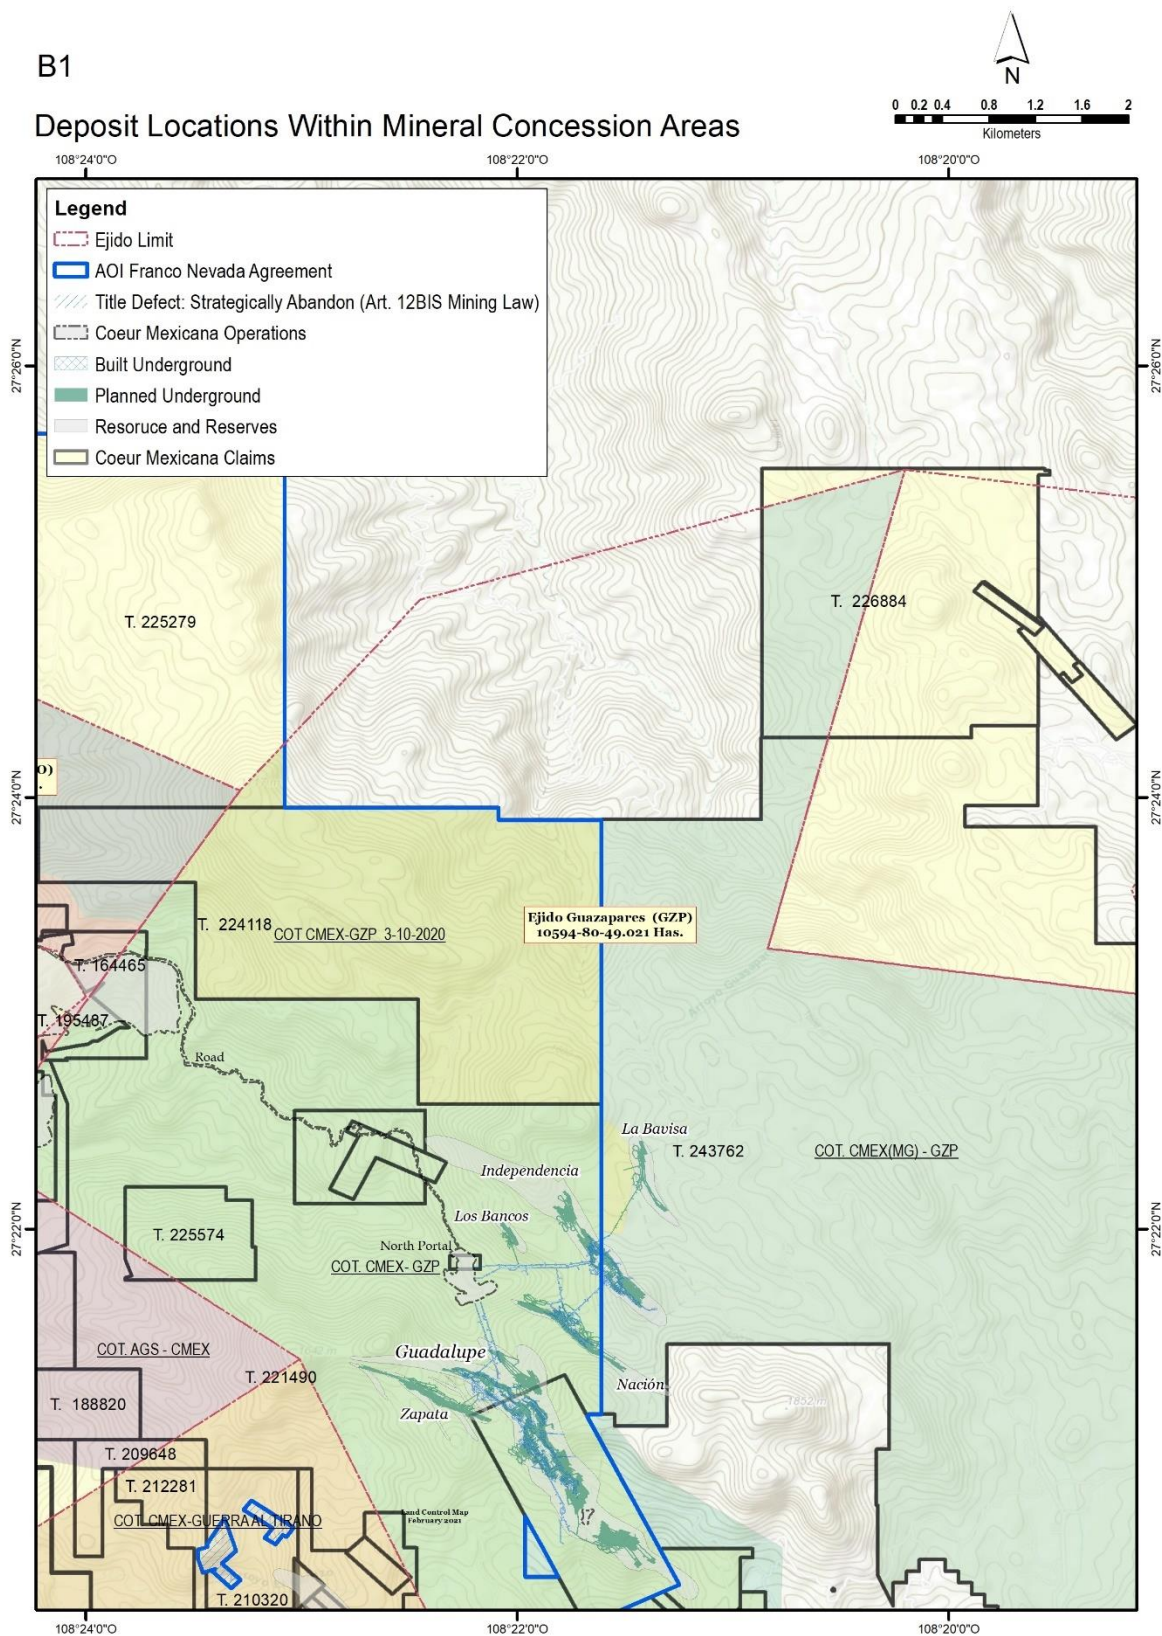 B1
N
Deposit Locations Within Mineral Concession Areas
0 0.2 0.4 0.8 1.2 1.6 2
Kilometers
108°24'0"O 108°22'0"O 108°20'0"O
Legend
Ejido Limit
AOI Franco Nevada Agreement
Title Defect: Strategically Abandon (Art. 12BIS Mining Law)
Coeur Mexicana Operations
Built Underground
Planned Underground
Resoruce and Reserves
Coeur Mexicana Claims
27°26'0"N 27°26'0"N
T. 226884
T. 225279
O)
.
27°24'0"N 27°24'0"N
Ejido Guazapares (GZP)
10594-80-49.021 Has.
T. 224118
COT CMEX-GZP 3-10-2020
T. 164465
T. 195487
Road
La Bavisa
T. 243762
COT. CMEX(MG) - GZP
Independencia
Los Bancos
27°22'0"N 27°22'0"N
T. 225574
North Portal
COT. CMEX- GZP
COT. AGS - CMEX
Guadalupe
T. 221490
Nación
1852 m
T. 188820
Zapata
T. 209648
T. 212281
COT. CMEX-GUERRA AL TIRANO
Land Control Map
February 2021
T. 210320
108°24'0"O 108°22'0"O 108°20'0"O